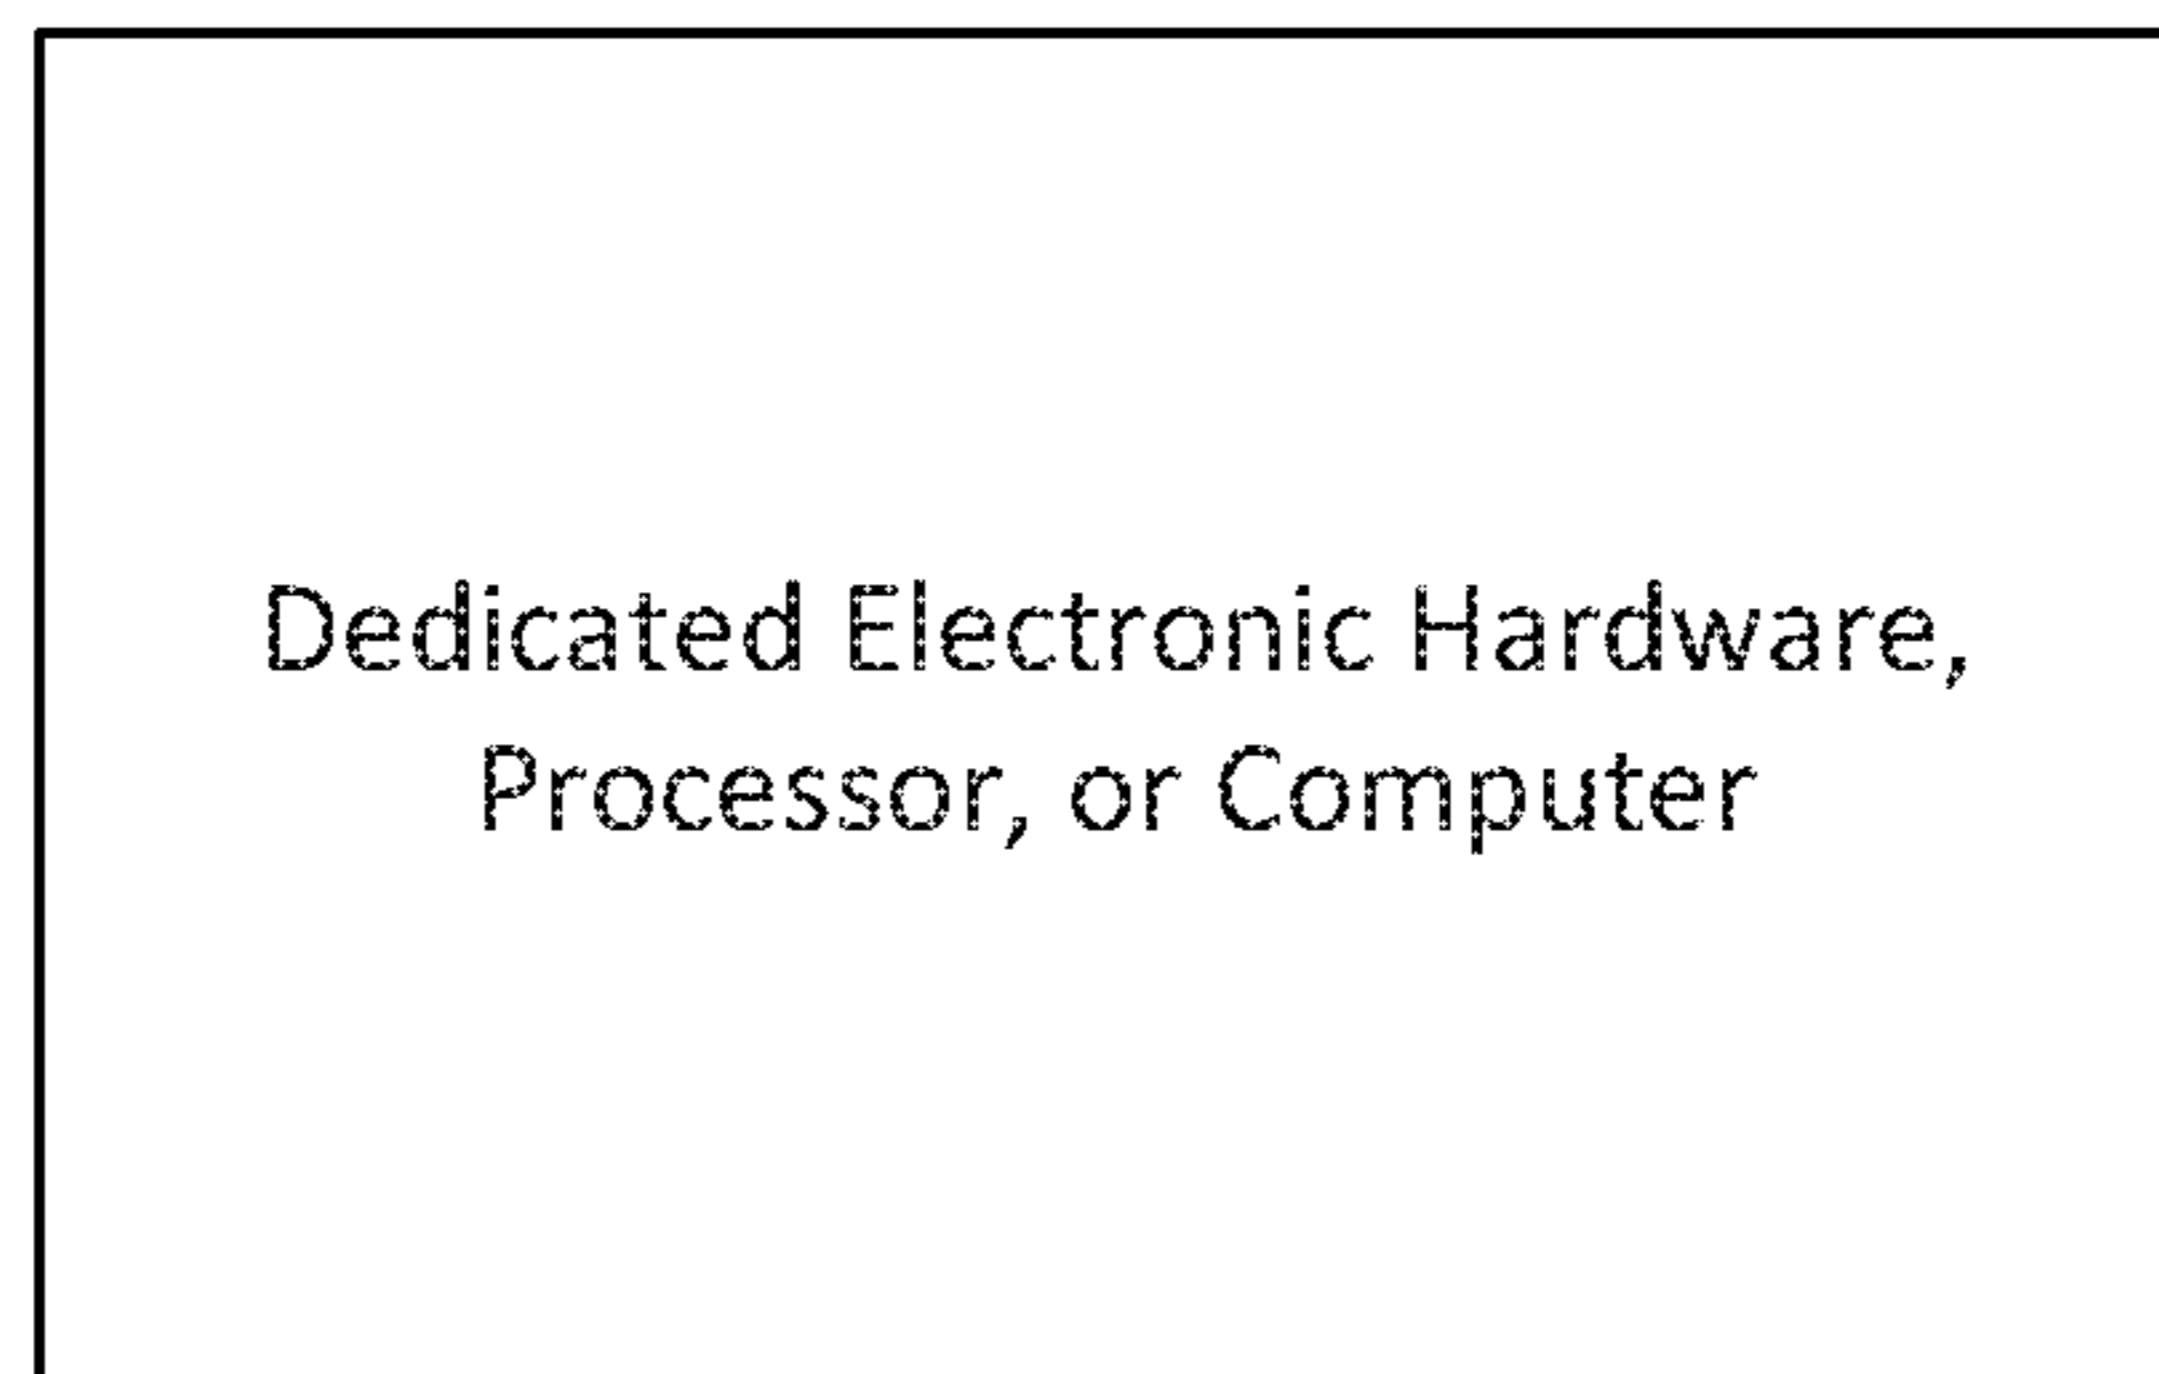 Dedicated Electronic Hardware,
Processor, or Computer